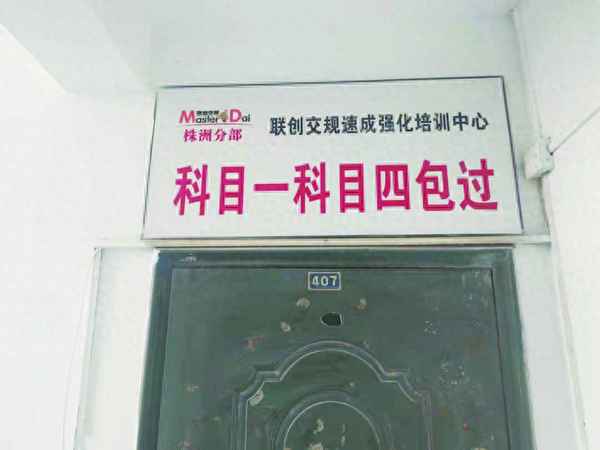 Master Dai
株洲分部
联创交规速成强化培训中心
科目一科目四包过
407